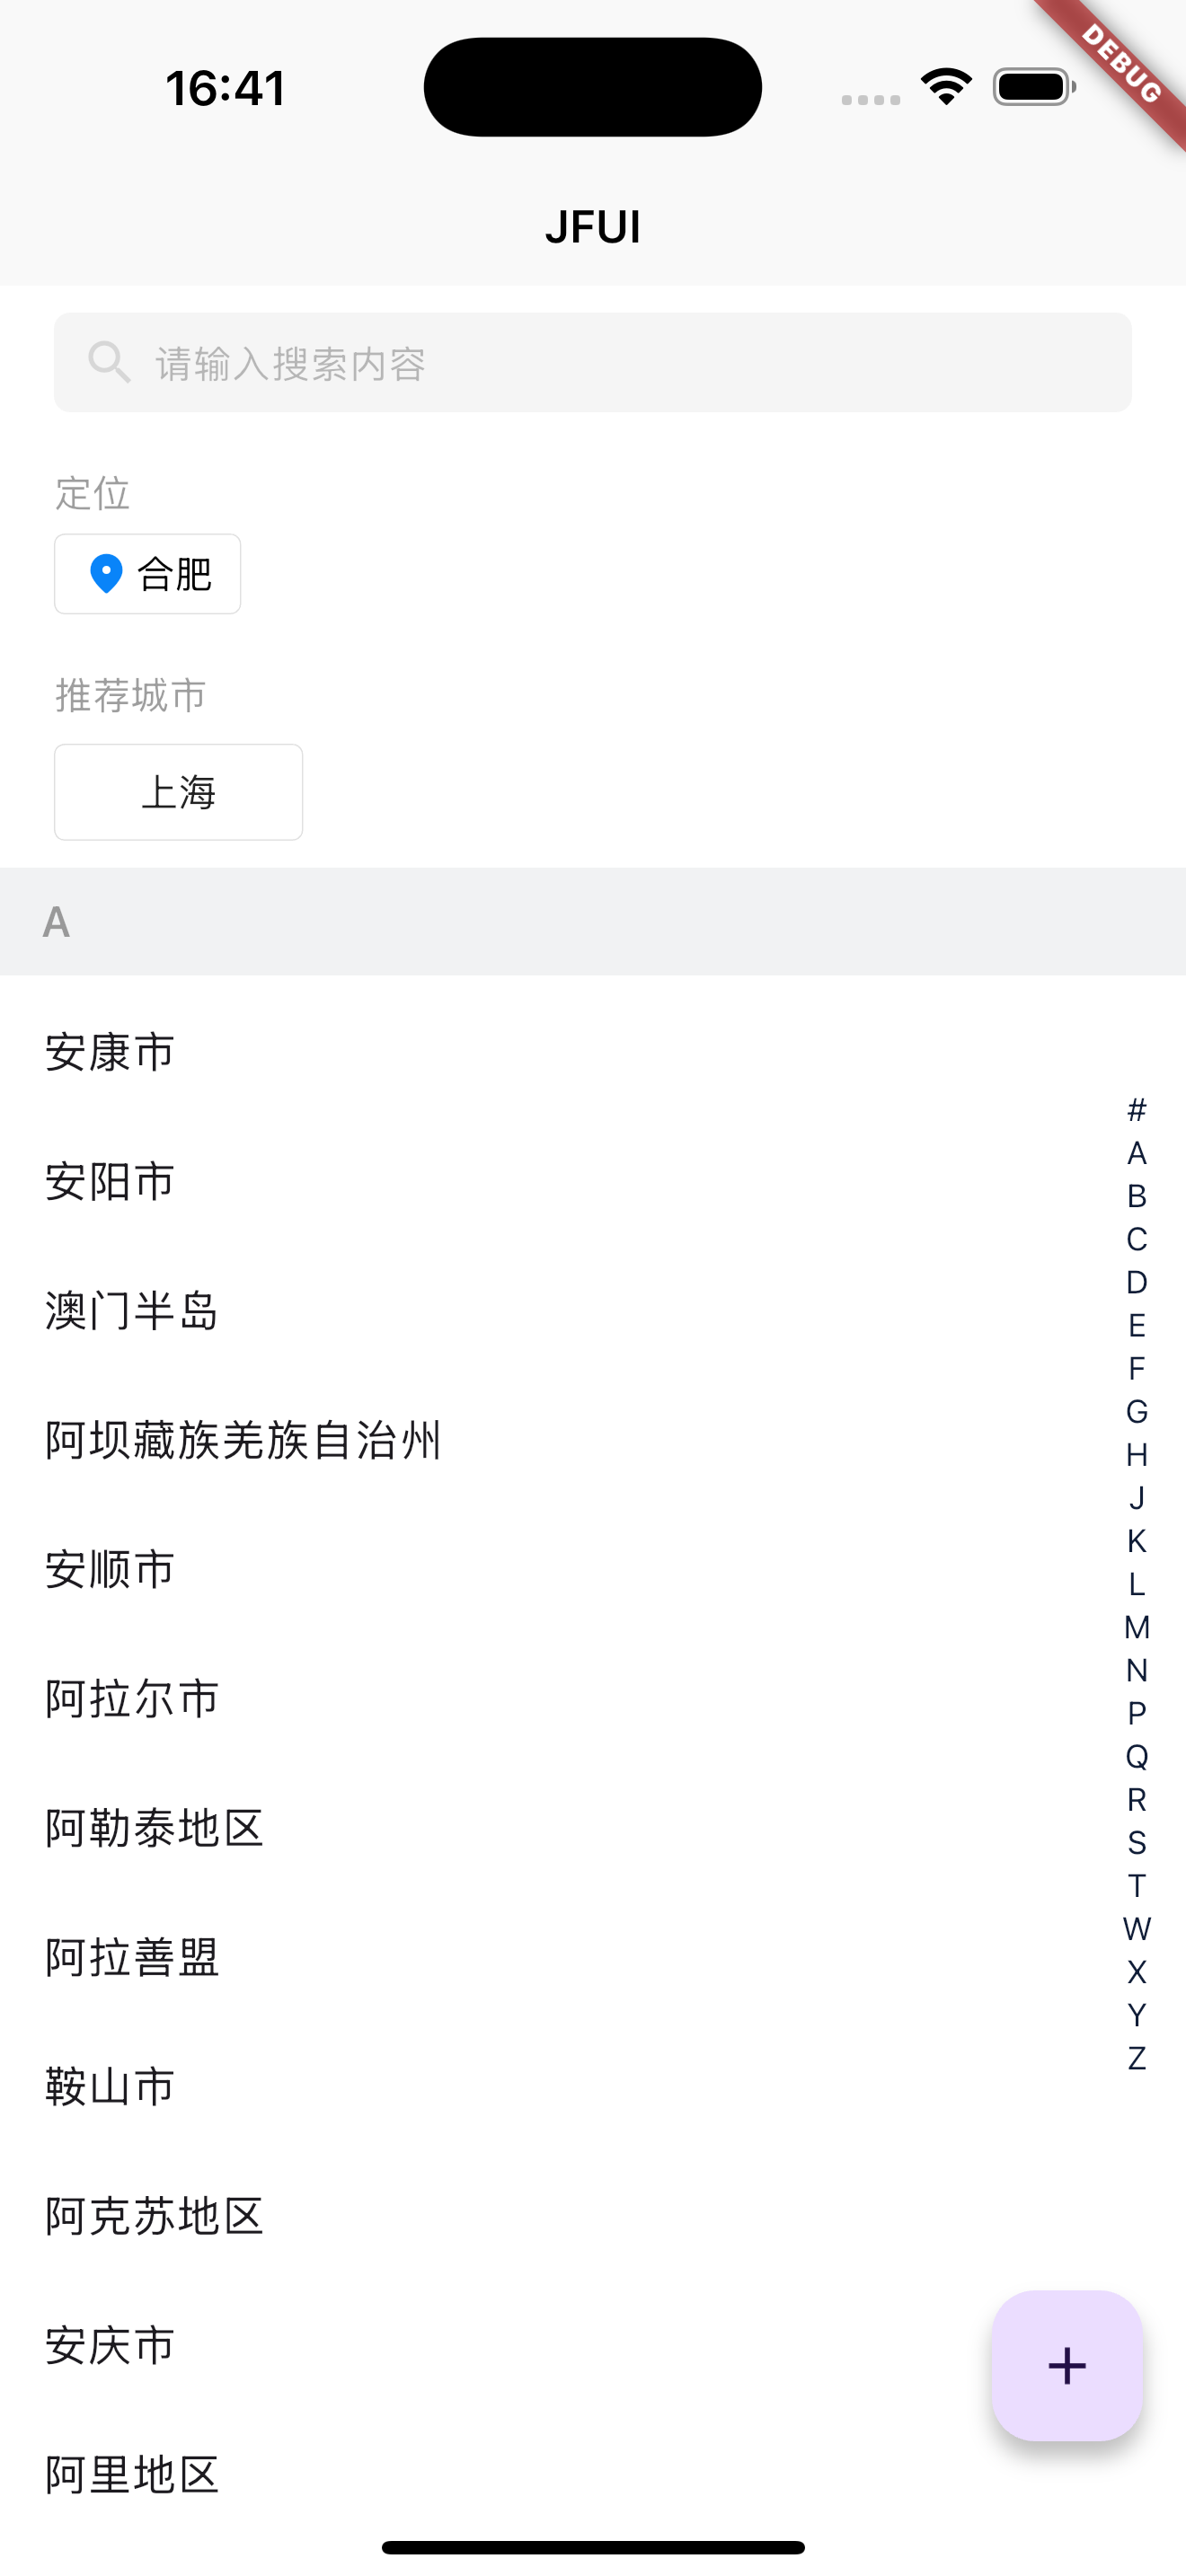 16:41
DEBUG
JFUI
请输入搜索内容
定位
合肥
推荐城市
上海
A
安康市
安阳市
澳门半岛
阿坝藏族羌族自治州
安顺市
阿拉尔市
阿勒泰地区
阿拉善盟
鞍山市
阿克苏地区
安庆市
阿里地区
#
A
B
C
D
E
F
G
H
J
K
L
M
N
P
Q
R
S
T
W
X
Y
Z